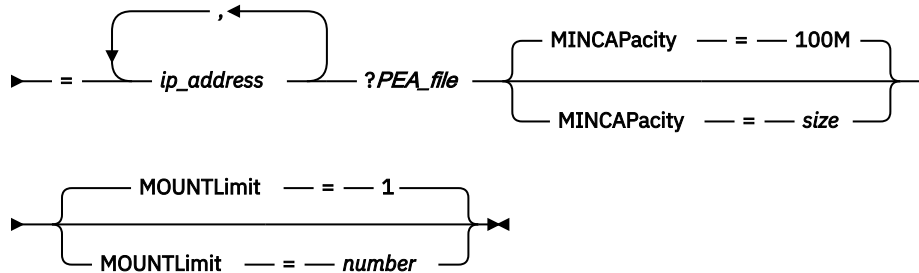 ,
MINCAPacity = 100M
= ip_address ?PEA_file
MINCAPacity = size
MOUNTLimit = 1
MOUNTLimit = number